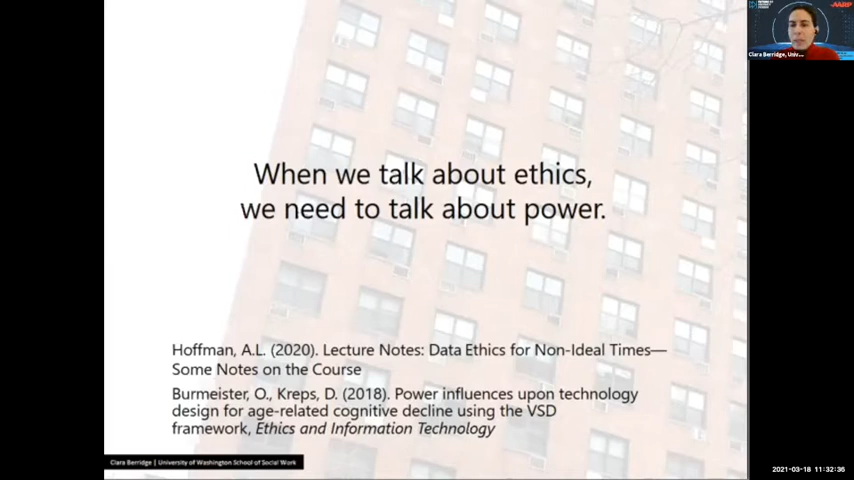 AARP
Clara Berridge, Univ...
When we talk about ethics,
we need to talk about power.
Hoffman, A.L. (2020). Lecture Notes: Data Ethics for Non-Ideal Times—
Some Notes on the Course
Burmeister, O., Kreps, D. (2018). Power influences upon technology
design for age-related cognitive decline using the VSD
framework, Ethics and Information Technology
Clara Berridge | University of Washington School of Social Work
2021-03-18 11:32:36